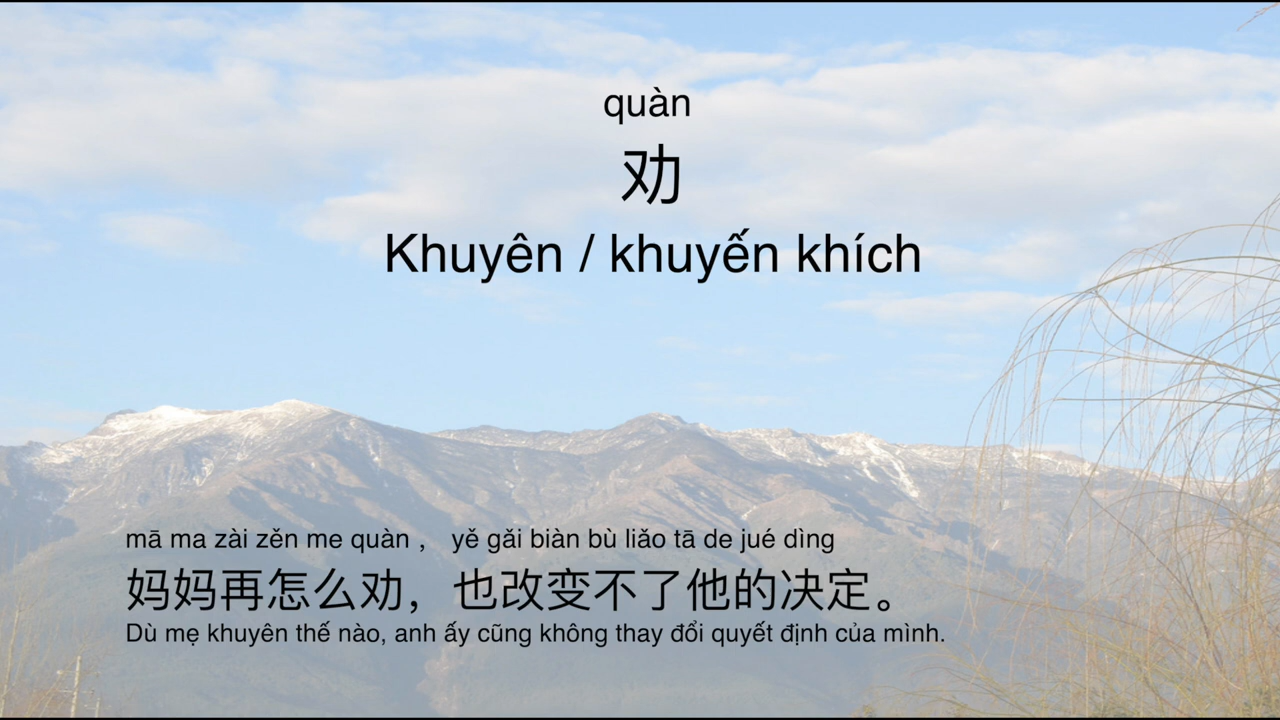 quàn
劝
Khuyên / khuyến khích
mā ma zài zěn me quàn ， yě gǎi biàn bù liǎo tā de jué dìng
妈妈再怎么劝，也改变不了他的决定。
Dù mẹ khuyên thế nào, anh ấy cũng không thay đổi quyết định của mình.